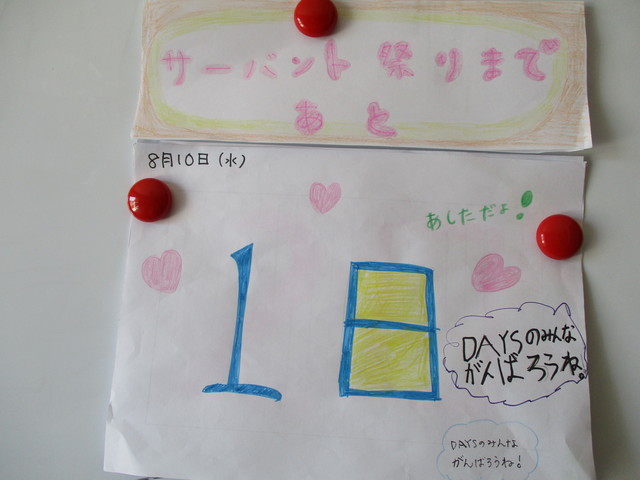 サーバント祭りまで
あと
8月10日(水)
あしただよ!
1日
DAYSのみんな
がんばろうね。
DAYSのみんな
がんばろうね!